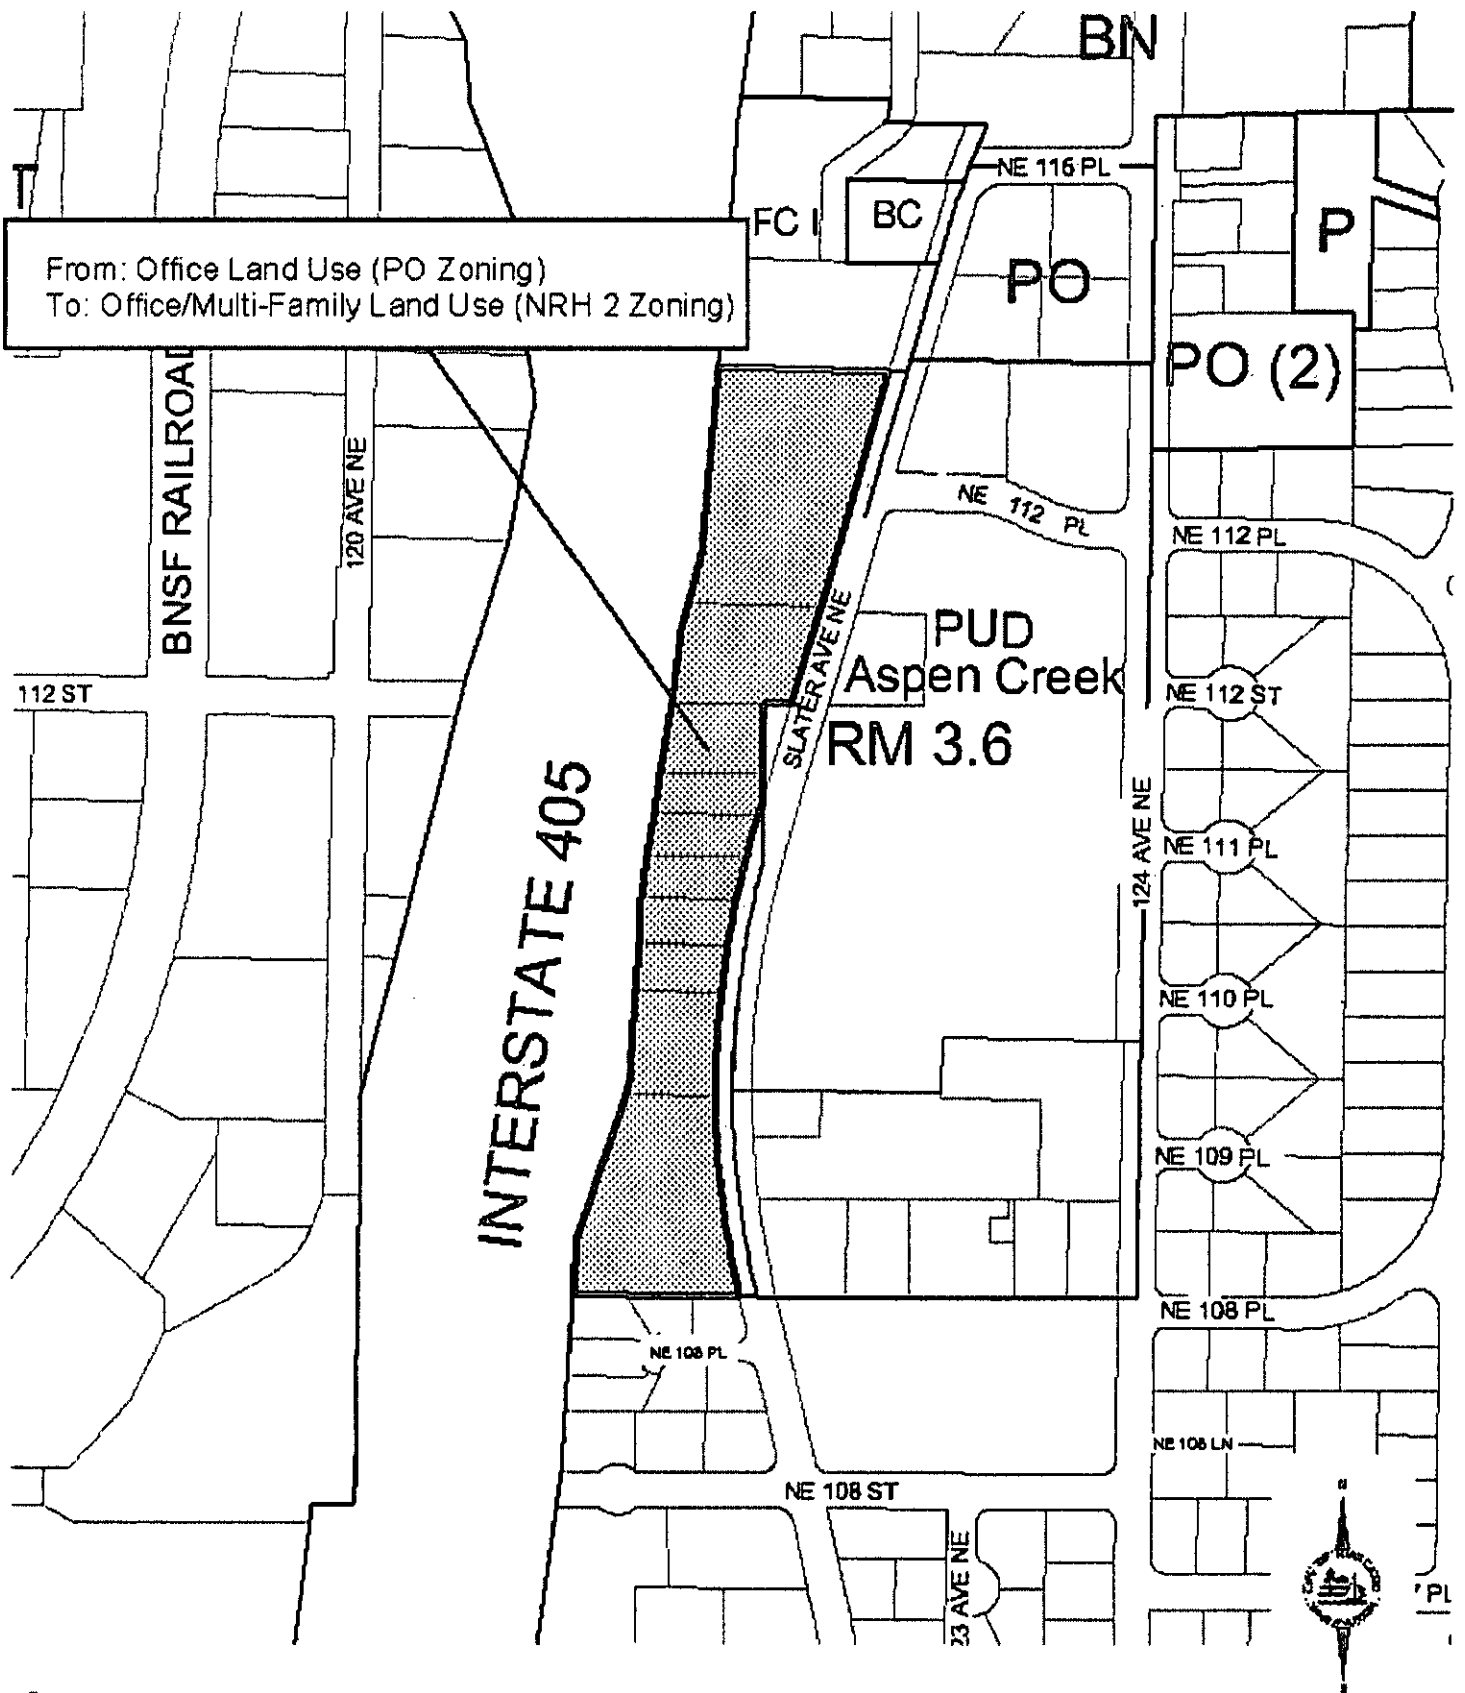 BN
NE 116 PL
T
FC I
BC
P
PO
From: Office Land Use (PO Zoning)
To: Office/Multi-Family Land Use (NRH 2 Zoning)
PO (2)
BNSF RAILROAD
120 AVE NE
NE 112 PL
NE 112 PL
SLATER AVE NE
PUD
Aspen Creek
RM 3.6
112 ST
NE 112 ST
INTERSTATE 405
124 AVE NE
NE 111 PL
NE 110 PL
NE 109 PL
NE 108 PL
NE 108 PL
NE 108 LN
NE 108 ST
23 AVE NE
PL